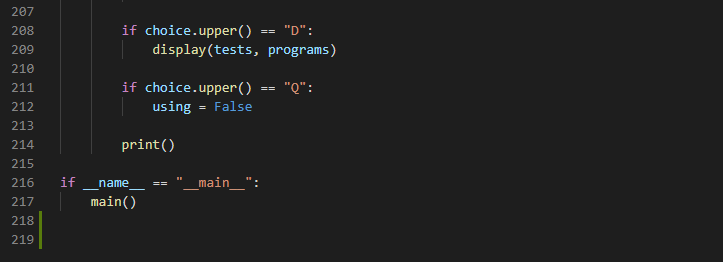 207
208 if choice.upper() == "D":
209 display(tests, programs)
210
211 if choice.upper() == "Q":
212 using = False
213
214 print()
215
216 if __name__ == "__main__":
217 main()
218
219